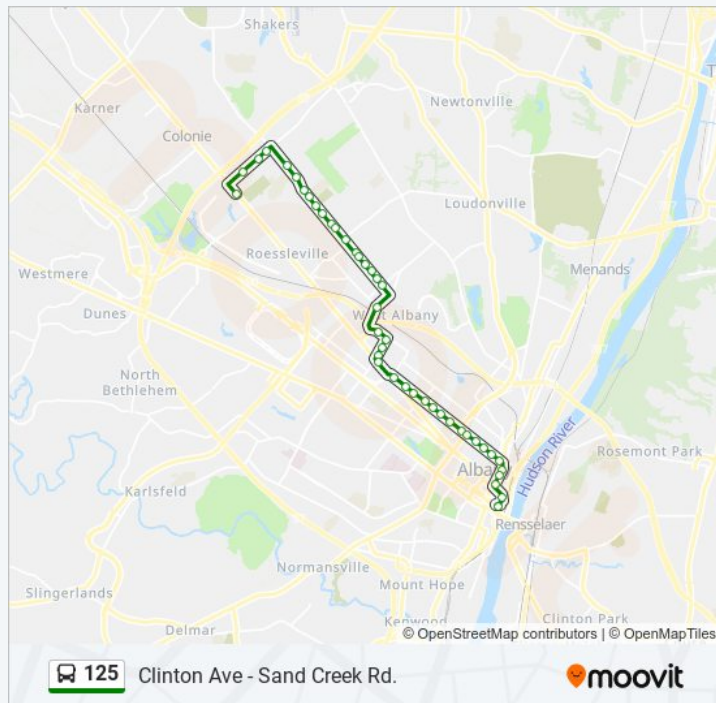 Shakers
Karner
Newtonville
Colonie
Loudonville
Roessleville
Westmere
Menands
Dunes
West Albany
North
Bethlehem
Hudson River
Rosemont Park
Alba
Karlsfeld
Rensselaer
Normansville
Mount Hope
Slingerlands
Clinton Park
Kenwood
Delmar
© OpenStreetMap contributors | © OpenMapTiles
125 Clinton Ave - Sand Creek Rd.
moovit